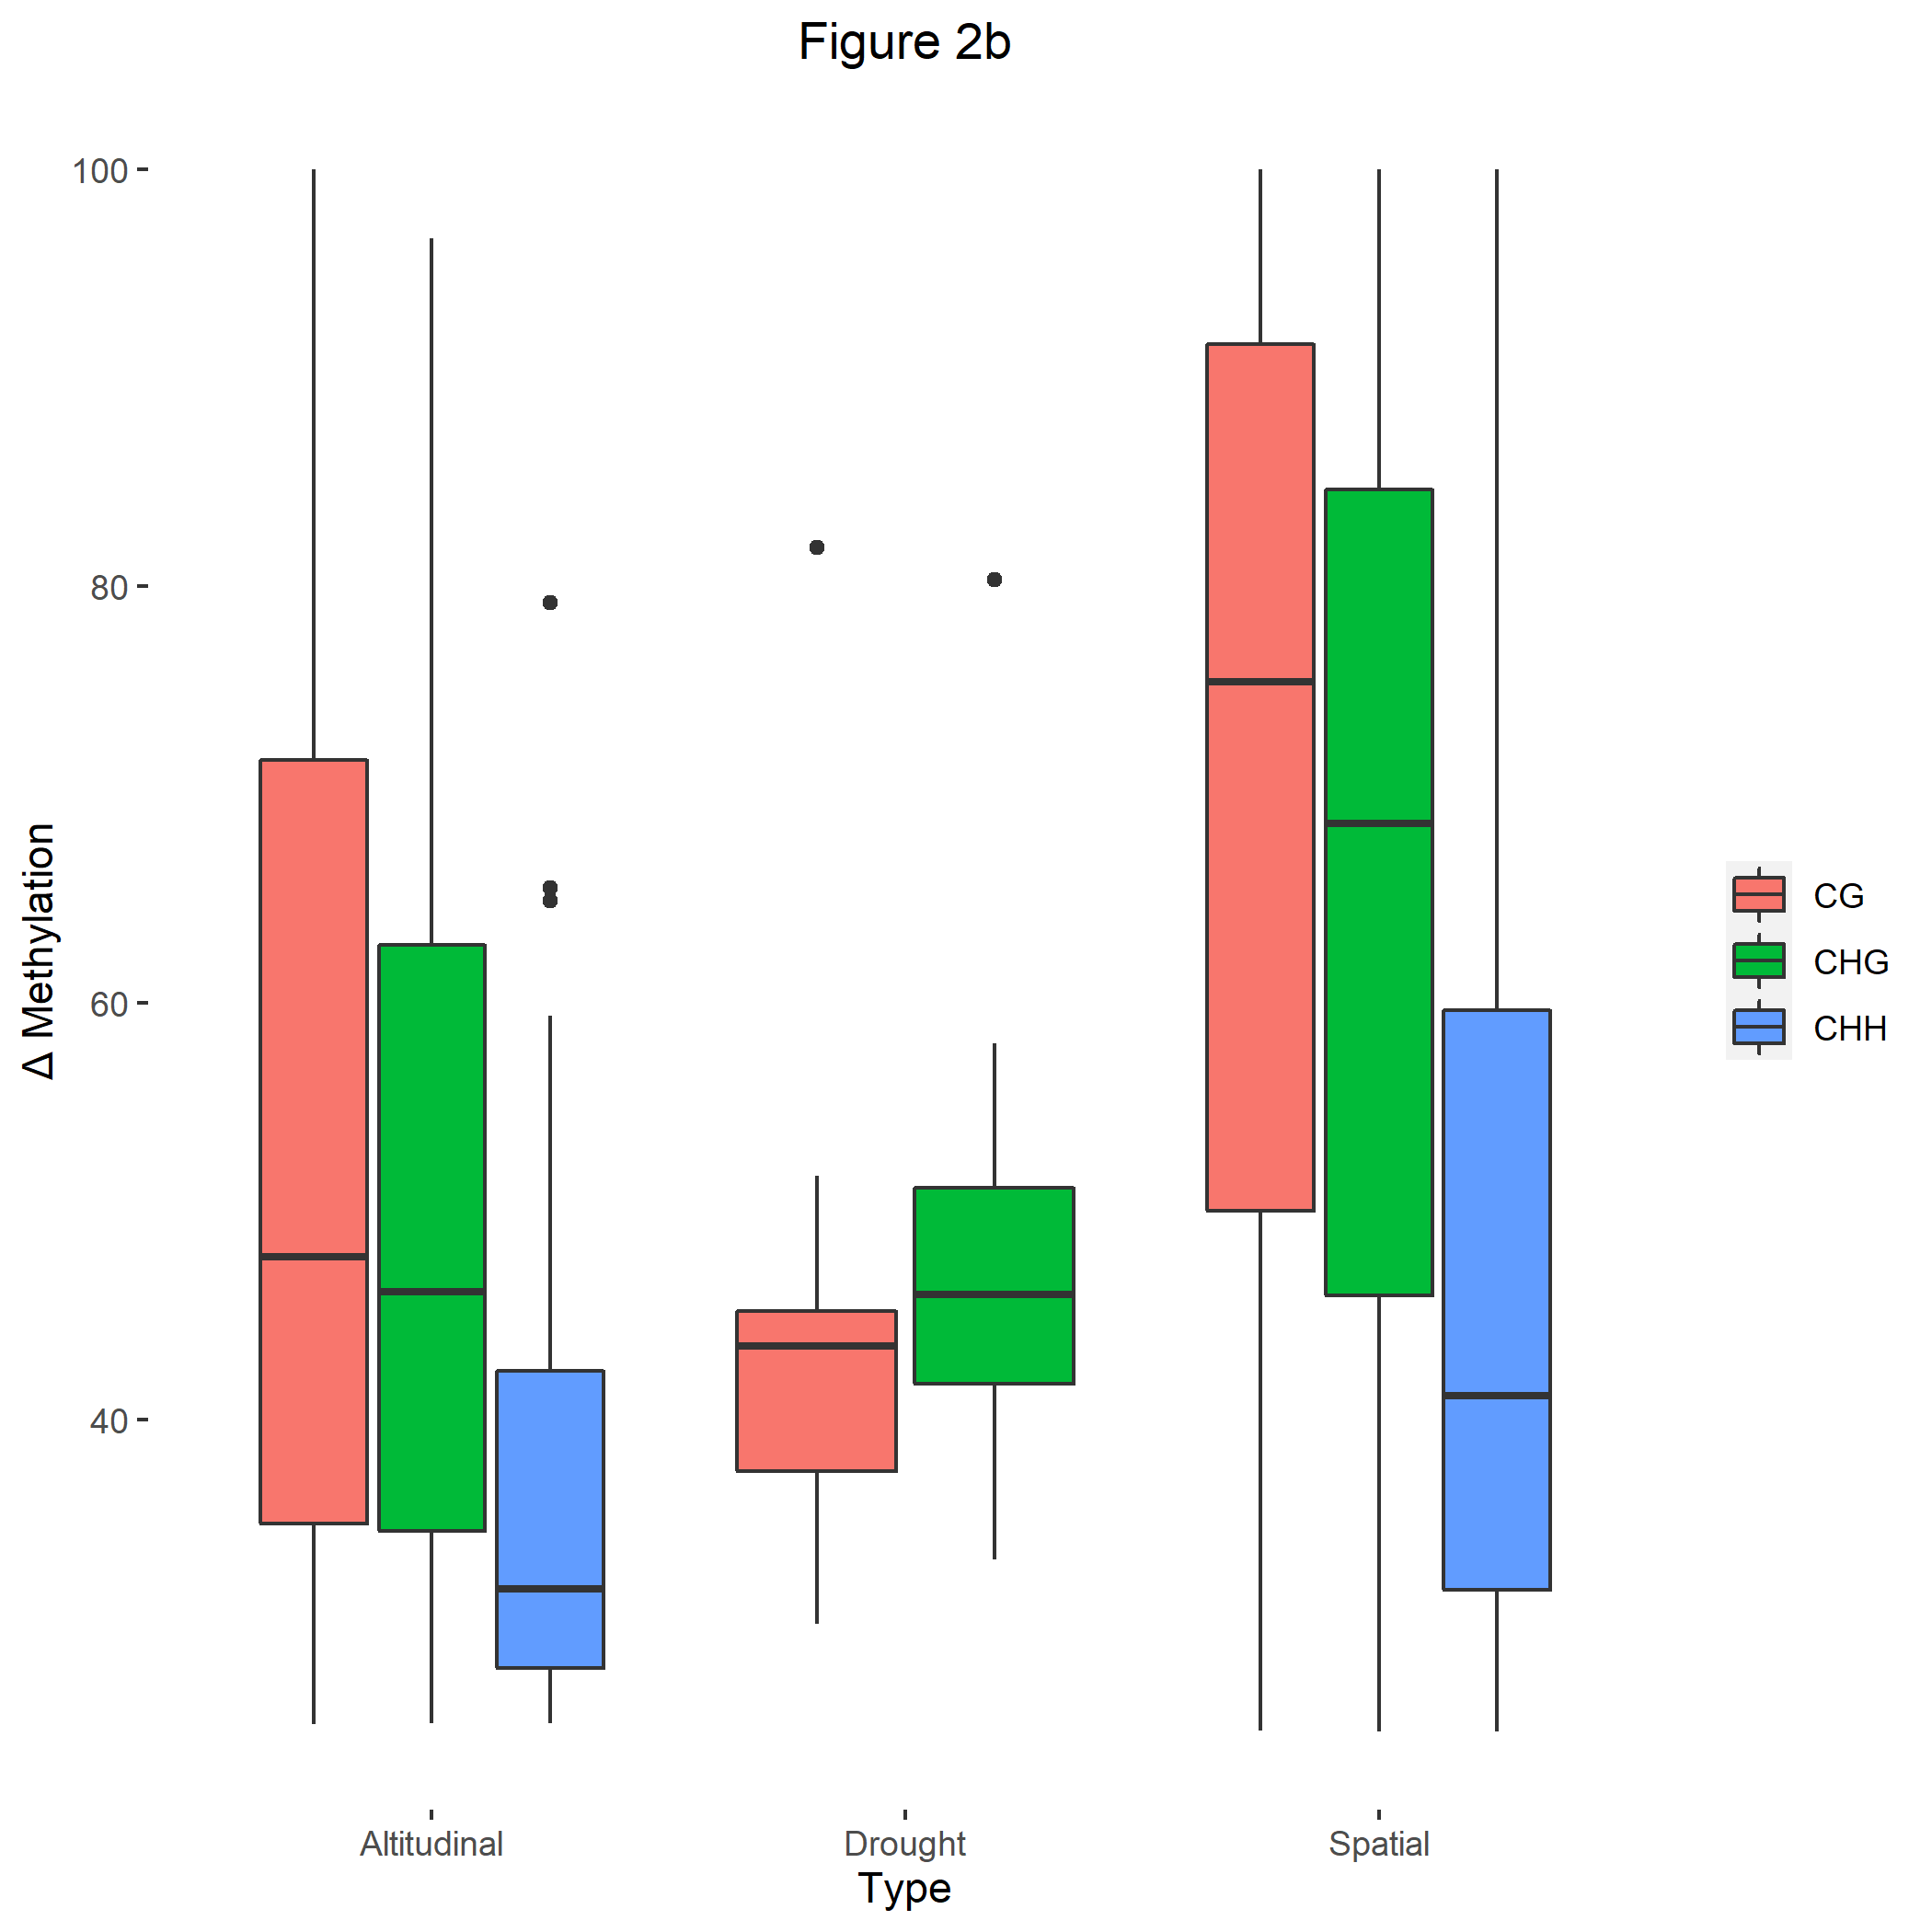 Figure 2b
100
80
60
40
Δ Methylation
Altitudinal
Drought
Spatial
Type
CG
CHG
CHH